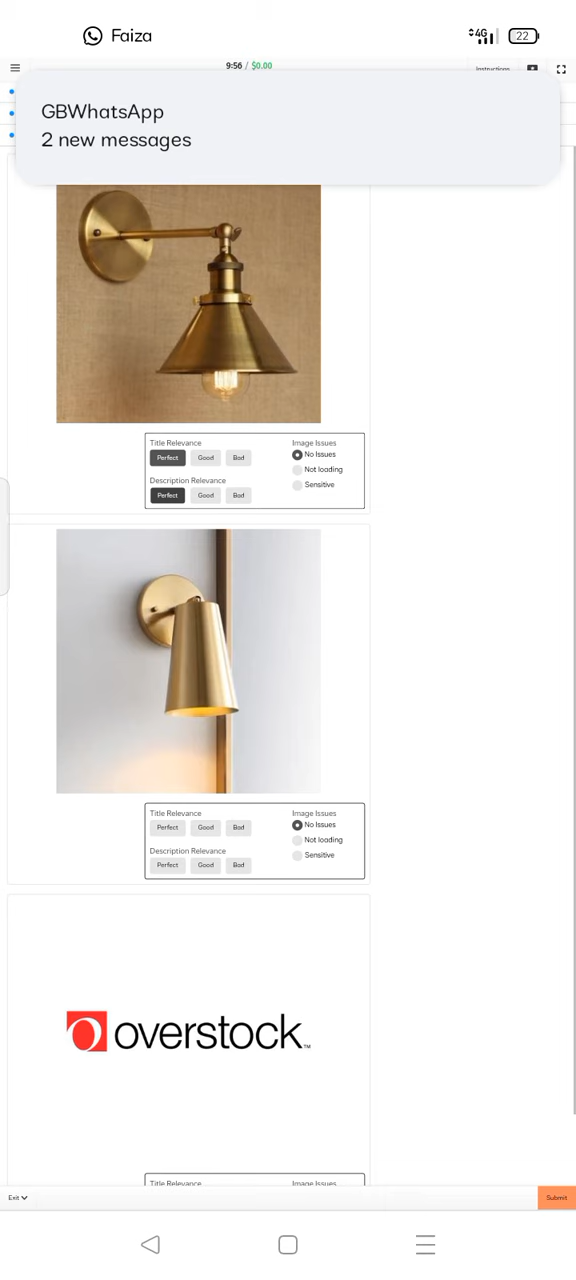 Faiza
4G
22
9:56 / $0.00
Instructions
GBWhatsApp
2 new messages
Title Relevance
Image Issues
Perfect
Good
Bad
No Issues
Not loading
Description Relevance
Sensitive
Perfect
Good
Bad
Title Relevance
Image Issues
Perfect
Good
Bad
No Issues
Not loading
Description Relevance
Sensitive
Perfect
Good
Bad
overstock™
Title Relevance
Image Issues
Exit
Submit